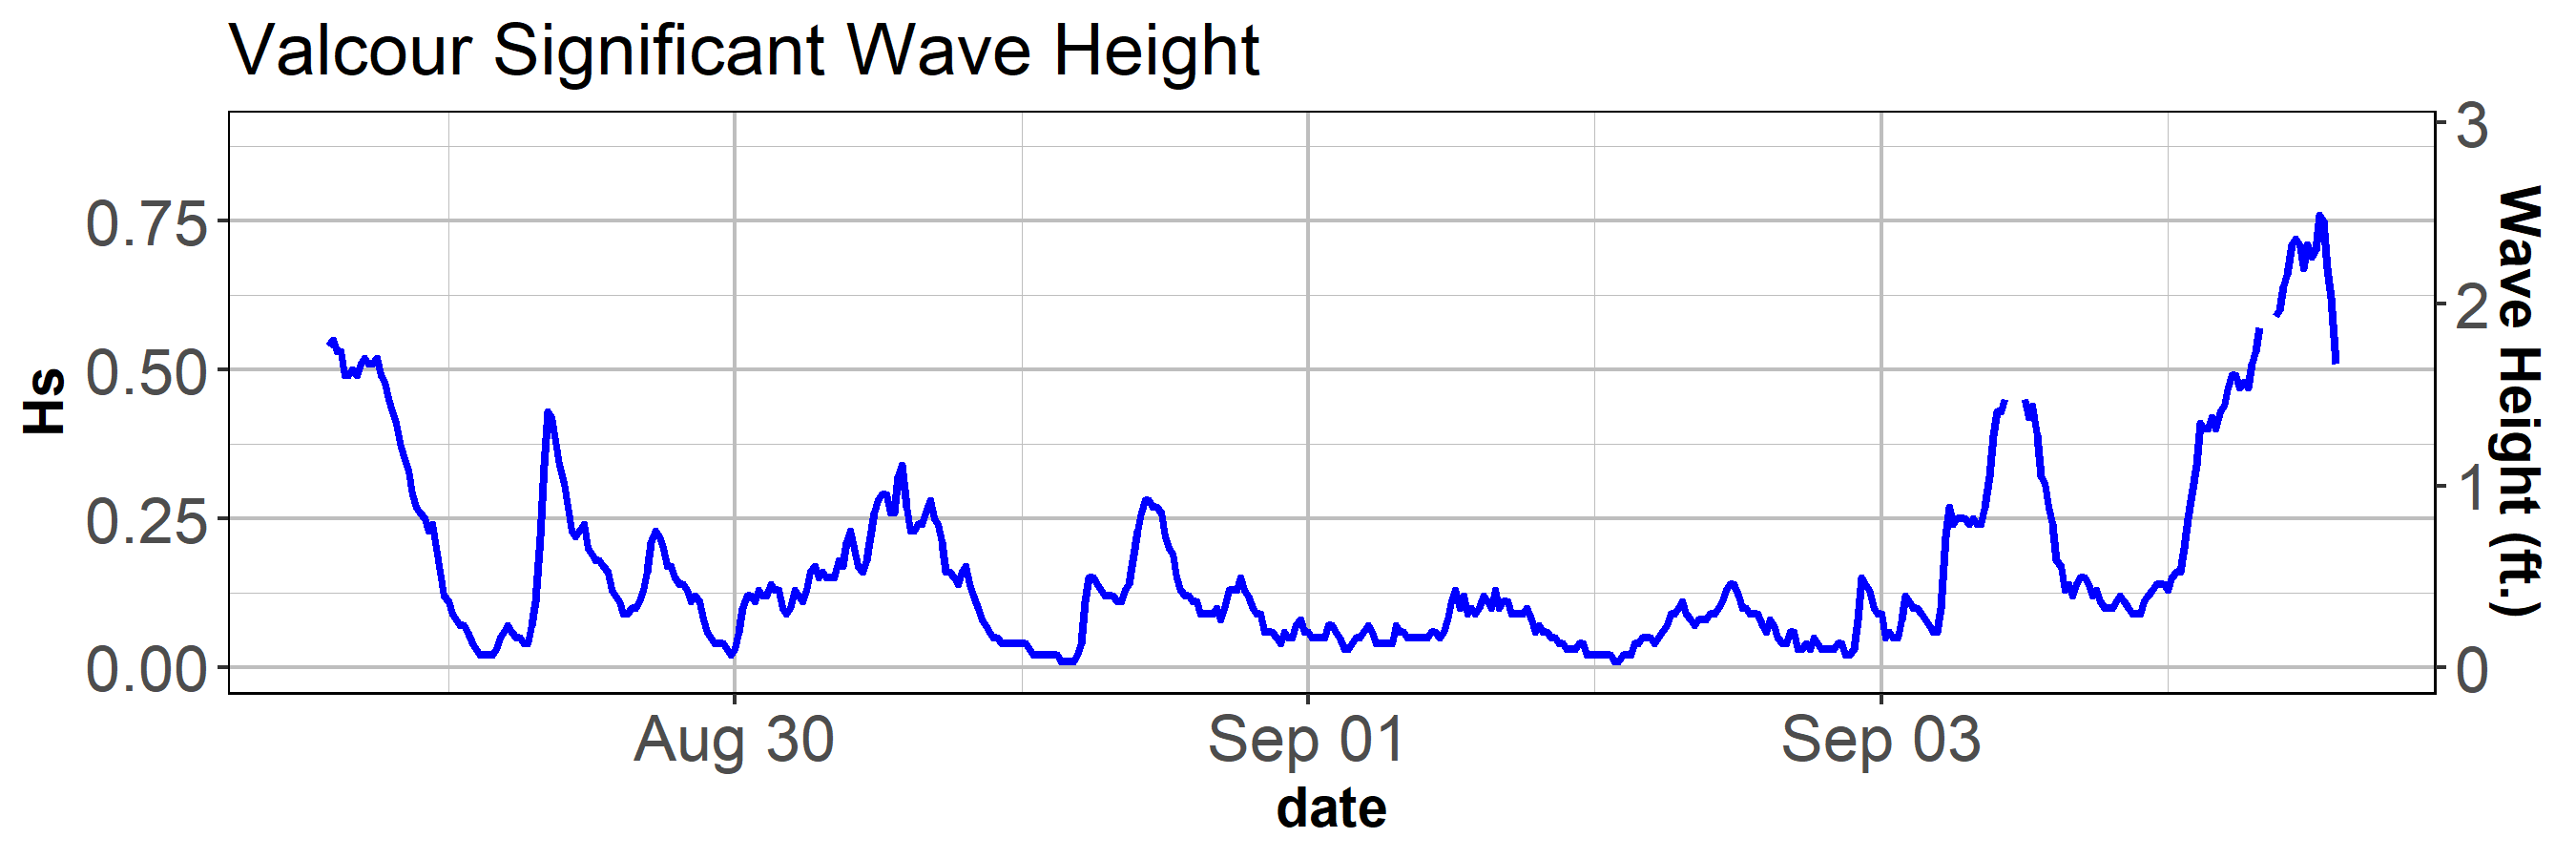 Valcour Significant Wave Height
Hs
0.75
0.50
0.25
0.00
3
2
1
0
Wave Height (ft.)
Aug 30
Sep 01
Sep 03
date